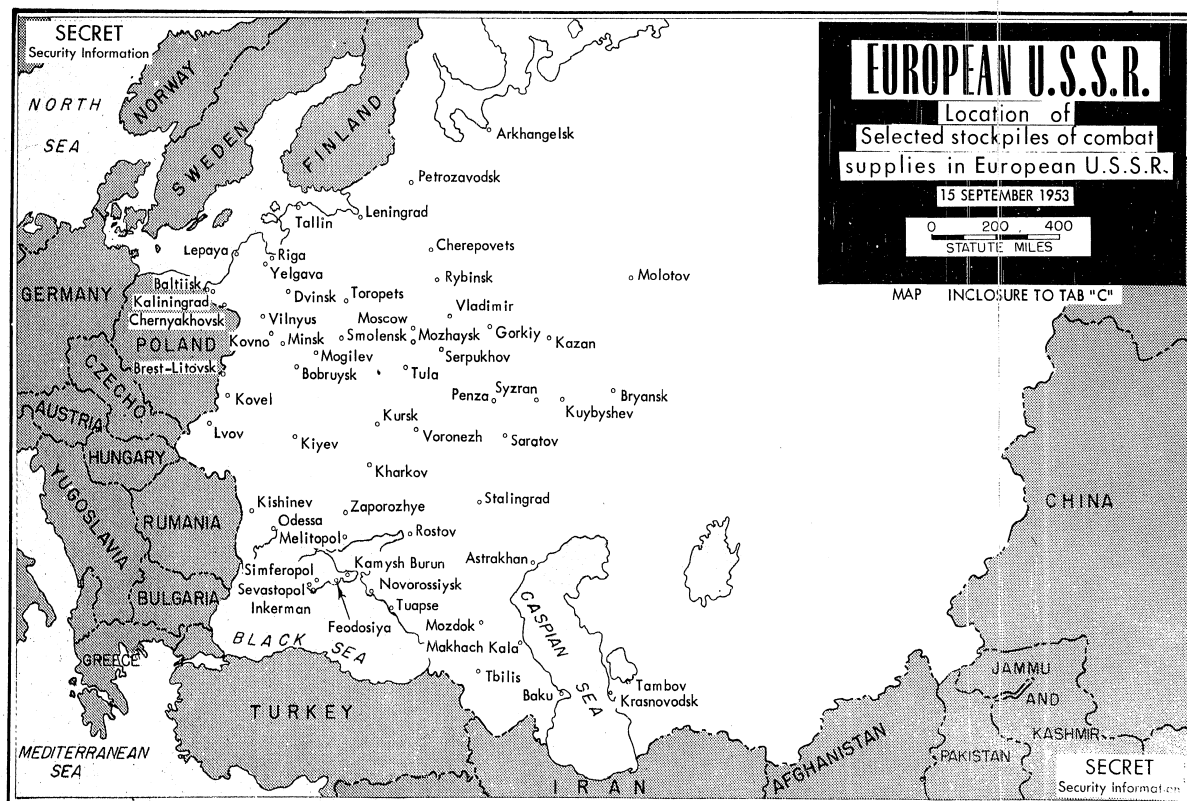 SECRET
Security Information
EUROPEAN U.S.S.R.
Location of
Selected stockpiles of combat
supplies in European U.S.S.R.
15 SEPTEMBER 1953
0 200 400
STATUTE MILES
MAP INCLOSURE TO TAB "C"
NORTH
SEA
NORWAY
SWEDEN
FINLAND
Arkhangelsk
Petrozavodsk
Tallin
Leningrad
Lepaya
Riga
Yelgava
Cherepovets
Rybinsk
Molotov
GERMANY
Baltiisk
Kaliningrad
Chernyakhovsk
Dvinsk
Toropets
Vladimir
Vilnyus
Moscow
POLAND
Kovno
Minsk
Smolensk
Mozhaysk
Gorkiy
Kazan
Mogilev
Serpukhov
Brest-Litovsk
Bobruysk
Tula
CZECHO
Kovel
Penza
Syzran
Bryansk
Kuybyshev
AUSTRIA
Lvov
Kiyev
Kursk
Voronezh
Saratov
HUNGARY
Kharkov
YUGOSLAVIA
Kishinev
Zaporozhye
Stalingrad
CHINA
RUMANIA
Odessa
Melitopol
Rostov
Astrakhan
Simferopol
Kamysh Burun
Sevastopol
Novorossiysk
Inkerman
BULGARIA
Tuapse
Feodosiya
Mozdok
CASPIAN
SEA
BLACK SEA
Makhach Kala
GREECE
Tbilis
Baku
Tambov
Krasnovodsk
JAMMU
AND
KASHMIR
TURKEY
MEDITERRANEAN
SEA
IRAN
AFGHANISTAN
PAKISTAN
SECRET
Security Information